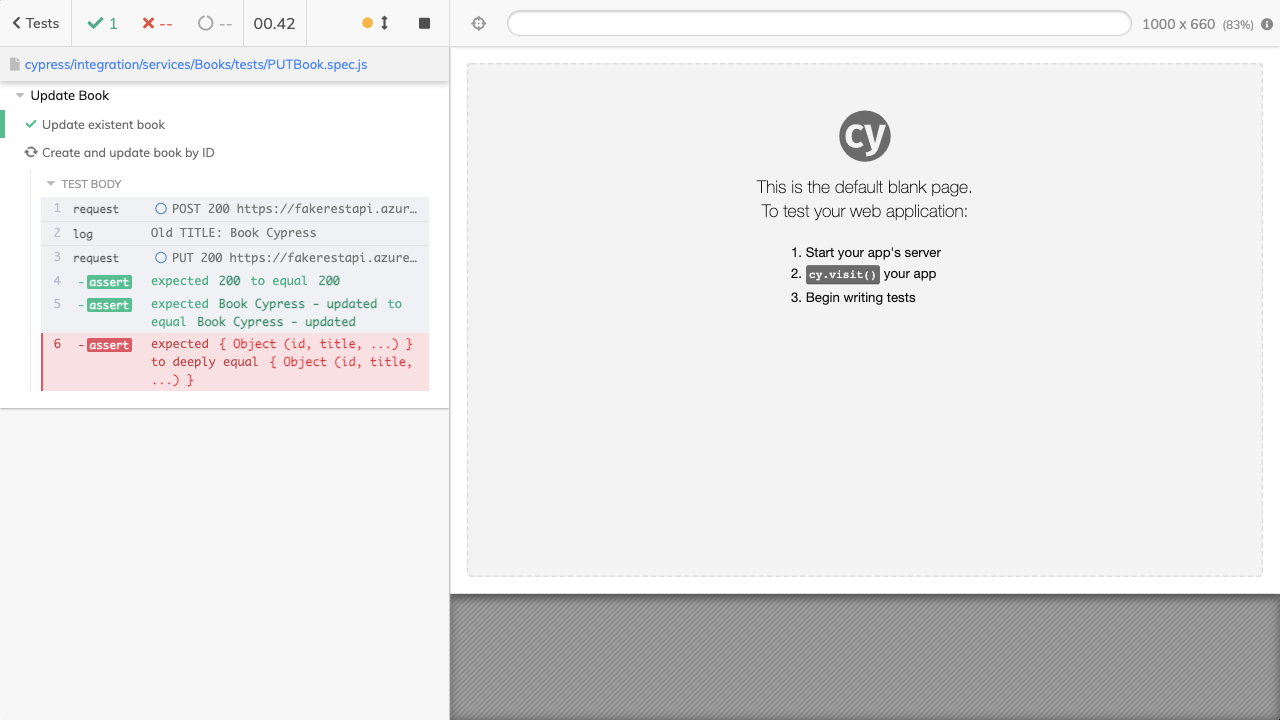 Tests
1
--
--
00.42
1000 x 660 (83%)
cypress/integration/services/Books/tests/PUTBook.spec.js
Update Book
Update existent book
Create and update book by ID
TEST BODY
1 request POST 200 https://fakerestapi.azur...
2 log Old TITLE: Book Cypress
3 request PUT 200 https://fakerestapi.azure...
4 -assert expected 200 to equal 200
5 -assert expected Book Cypress - updated to
equal Book Cypress - updated
6 -assert expected { Object (id, title, ...) }
to deeply equal { Object (id, title,
...) }
cy
This is the default blank page.
To test your web application:
1. Start your app's server
2. cy.visit() your app
3. Begin writing tests